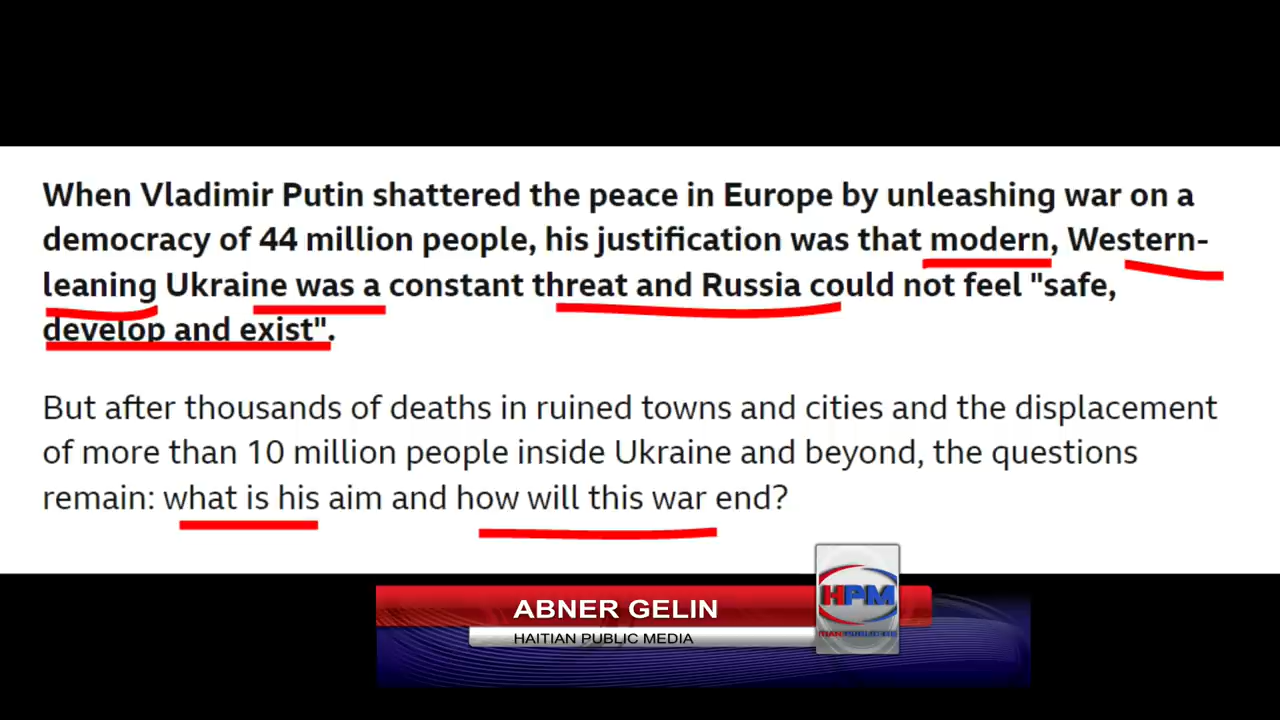 When Vladimir Putin shattered the peace in Europe by unleashing war on a
democracy of 44 million people, his justification was that modern, Western-
leaning Ukraine was a constant threat and Russia could not feel "safe,
develop and exist".
But after thousands of deaths in ruined towns and cities and the displacement
of more than 10 million people inside Ukraine and beyond, the questions
remain: what is his aim and how will this war end?
HPM
ABNER GELIN
HAITIAN PUBLIC MEDIA